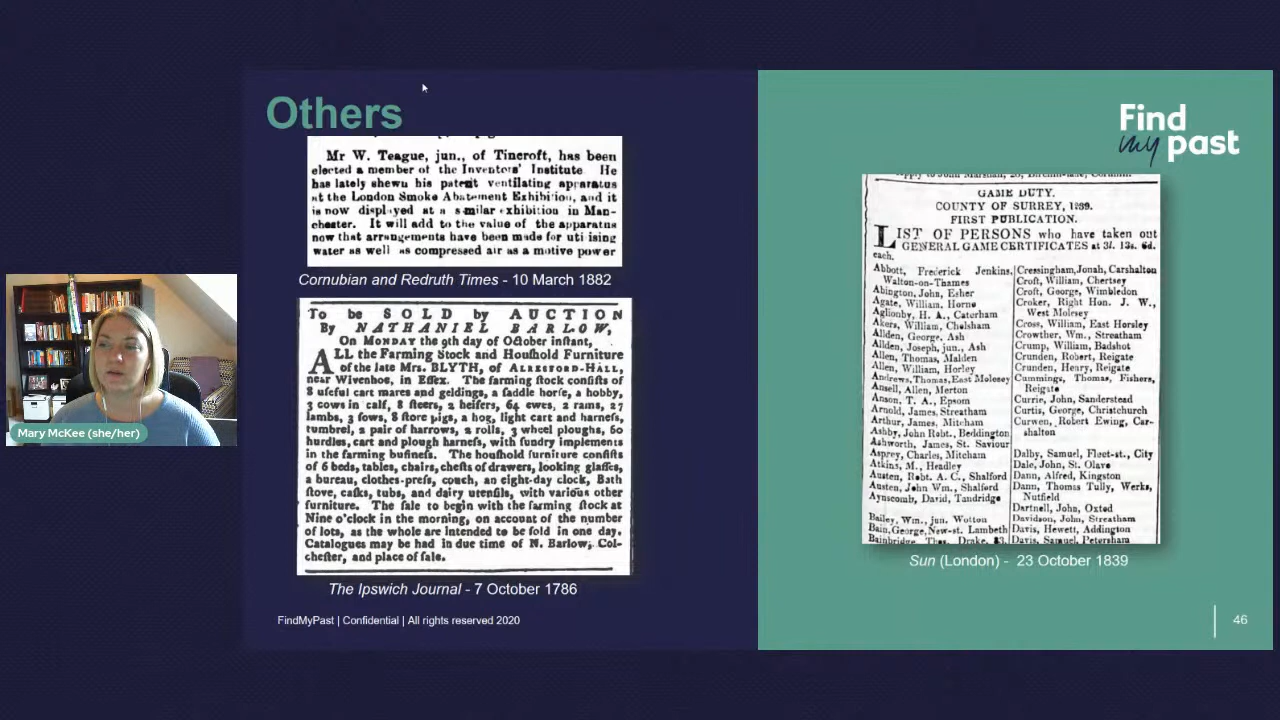 Others
Mr W. Teague, jun., of Tincroft, has been
elected a member of the Inventors' Institute. He
has lately shewn his patent ventilating apparatus
at the London Smoke Abatement Exhibition, and it
is now displayed at a similar exhibition in Man-
chester. It will add to the value of the apparatus
now that arrangements have been made for utilising
water as well as compressed air as a motive power
Cornubian and Redruth Times - 10 March 1882
To be SOLD by AUCTION
By NATHANIEL BARLOW,
On MONDAY the 9th day of October instant,
ALL the Farming Stock and Houshold Furniture
of the late Mrs. BLYTH, of ALRESFORD-HALL,
near Wivenhoe, in Essex. The farming stock consists of
8 useful cart mares and geldings, a saddle horse, a hobby,
3 cows in calf, 8 steers, 2 heifers, 64 ewes, 2 rams, 27
lambs, 3 sows, 8 store pigs, a hog, light cart and harness,
tumbrel, 2 pair of harrows, 2 rolls, 3 wheel ploughs, 60
hurdles, cart and plough harness, with sundry implements
in the farming business. The houshold furniture consists
of 6 beds, tables, chairs, chests of drawers, looking glasses,
a bureau, clothes-press, couch, an eight-day clock, Bath
stove, casks, tubs, and dairy utensils, with various other
furniture. The sale to begin with the farming stock at
Nine o'clock in the morning, on account of the number
of lots, as the whole are intended to be sold in one day.
Catalogues may be had in due time of N. Barlow, Col-
chester, and place of sale.
The Ipswich Journal - 7 October 1786
FindMyPast | Confidential | All rights reserved 2020
Mary McKee (she/her)
Find
my past
GAME DUTY.
COUNTY OF SURREY, 1839.
FIRST PUBLICATION.
LIST OF PERSONS who have taken out
GENERAL GAME CERTIFICATES at 3l. 13s. 6d.
each.
Abbott, Frederick Jenkins,
Walton-on-Thames
Abington, John, Esher
Agate, William, Horne
Aglionby, H. A., Caterham
Akers, William, Chelsham
Allden, George, Ash
Allden, Joseph, jun., Ash
Allen, Thomas, Malden
Allen, William, Horley
Andrews, Thomas, East Molesey
Ansell, Allen, Merton
Anson, T. A., Epsom
Arnold, James, Streatham
Arthur, James, Mitcham
Ashby, John Robt., Beddington
Ashworth, James, St. Saviour
Asprey, Charles, Mitcham
Atkins, M., Headley
Austen, Robt. A. C., Shalford
Austen, John Wm., Shalford
Aynscomb, David, Tandridge
Bailey, Wm., jun. Wotton
Bain, George, New-st. Lambeth
Bainbridge, Thos. Drake,
Cressingham, Jonah, Carshalton
Croft, William, Chertsey
Croft, George, Wimbledon
Croker, Right Hon. J. W.,
West Molesey
Cross, William, East Horsley
Crowther, Wm., Streatham
Crump, William, Badshot
Crunden, Robert, Reigate
Crunden, Henry, Reigate
Cummings, Thomas, Fishers,
Reigate
Currie, John, Sanderstead
Curtis, George, Christchurch
Curwen, Robert Ewing, Car-
shalton
Dalby, Samuel, Fleet-st., City
Dale, John, St. Olave
Dann, Alfred, Kingston
Dann, Thomas Tully, Werks,
Nutfield
Dartnell, John, Oxted
Davidson, John, Streatham
Davis, Hewett, Addington
Davis, Samuel, Petersham
Sun (London) - 23 October 1839
46